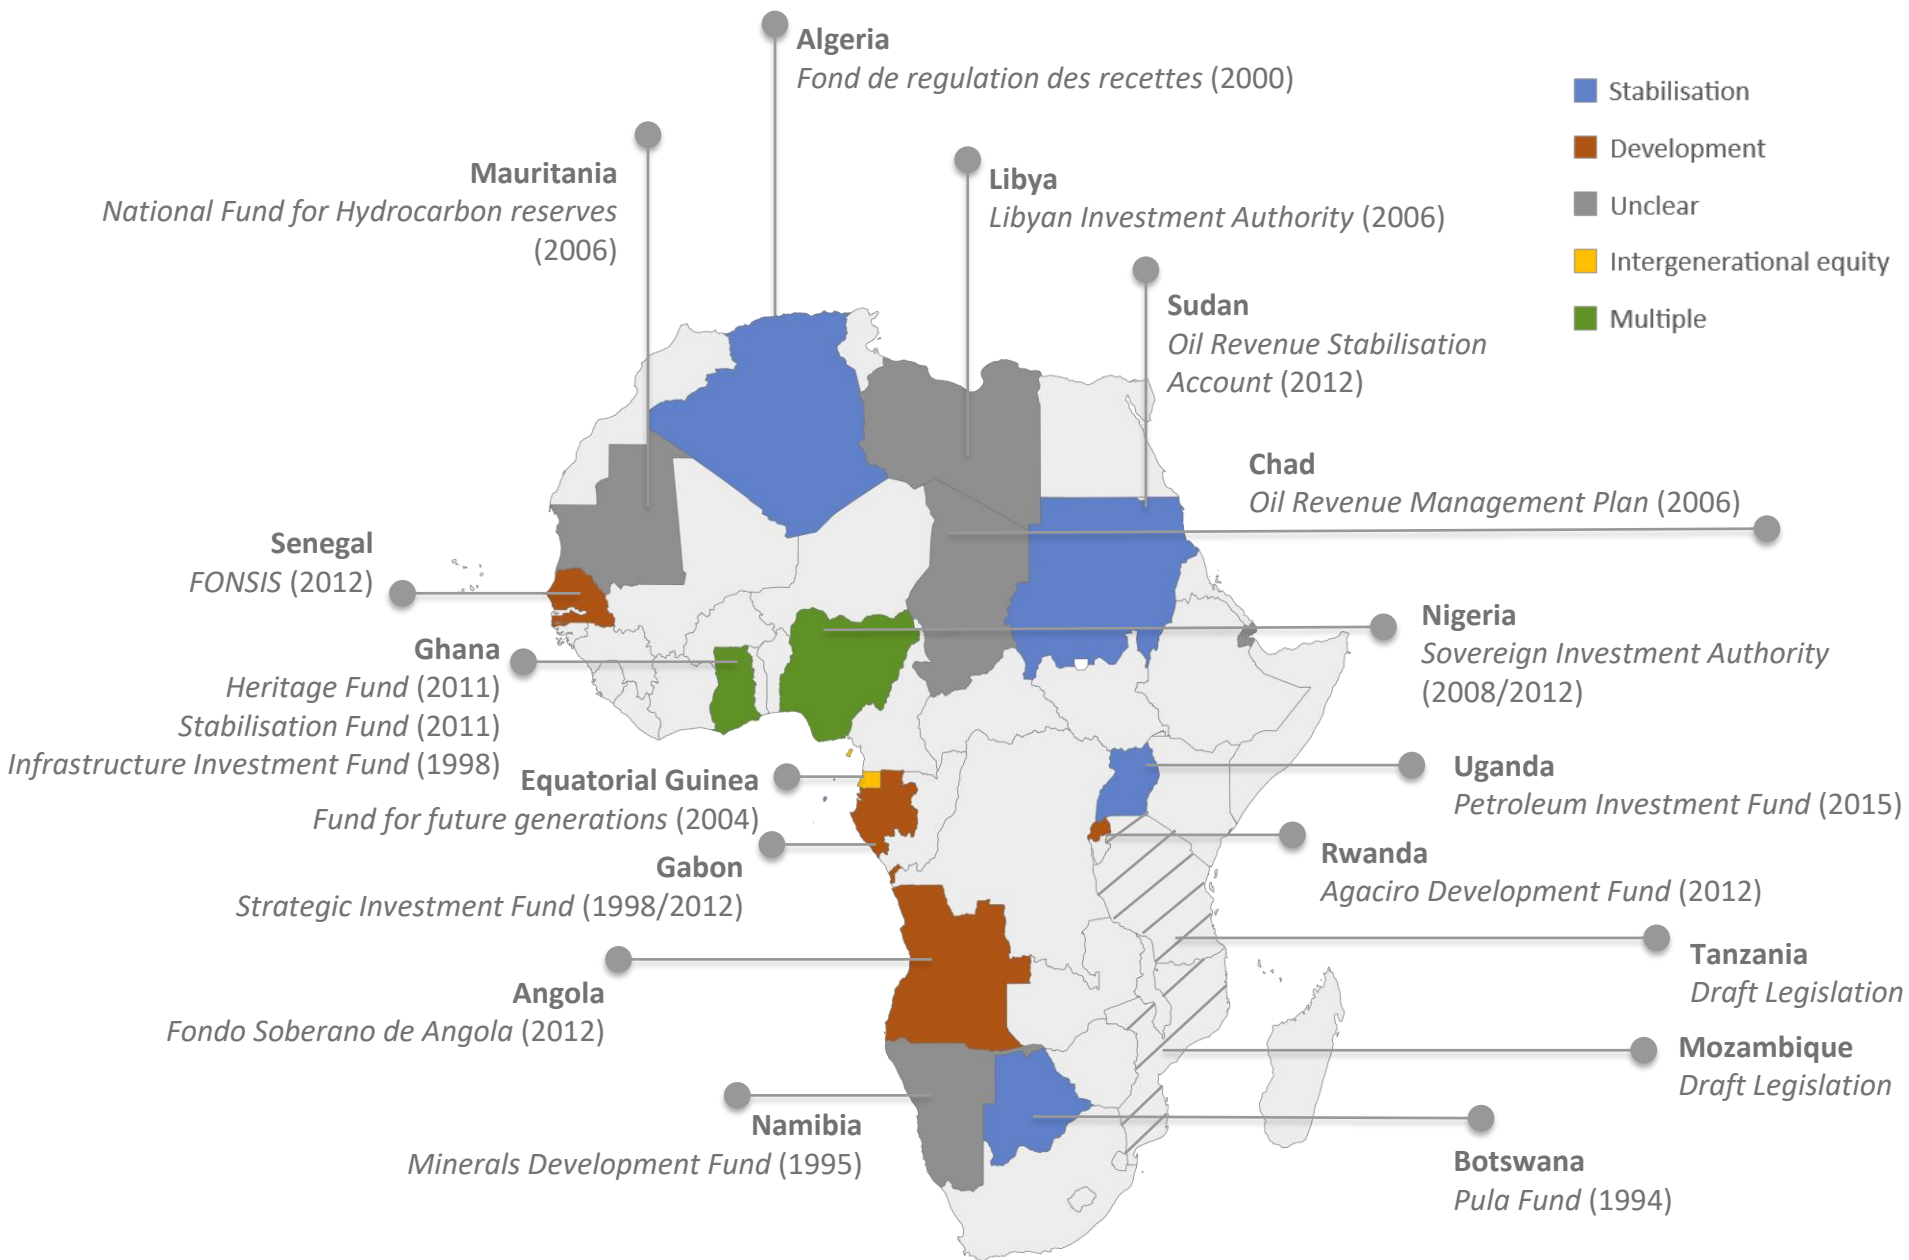 Algeria
Fond de regulation des recettes (2000)
Stabilisation
Development
Unclear
Intergenerational equity
Multiple
Mauritania
National Fund for Hydrocarbon reserves
(2006)
Libya
Libyan Investment Authority (2006)
Sudan
Oil Revenue Stabilisation
Account (2012)
Chad
Oil Revenue Management Plan (2006)
Senegal
FONSIS (2012)
Nigeria
Sovereign Investment Authority
(2008/2012)
Ghana
Heritage Fund (2011)
Stabilisation Fund (2011)
Infrastructure Investment Fund (1998)
Equatorial Guinea
Fund for future generations (2004)
Uganda
Petroleum Investment Fund (2015)
Gabon
Strategic Investment Fund (1998/2012)
Rwanda
Agaciro Development Fund (2012)
Tanzania
Draft Legislation
Angola
Fondo Soberano de Angola (2012)
Mozambique
Draft Legislation
Namibia
Minerals Development Fund (1995)
Botswana
Pula Fund (1994)